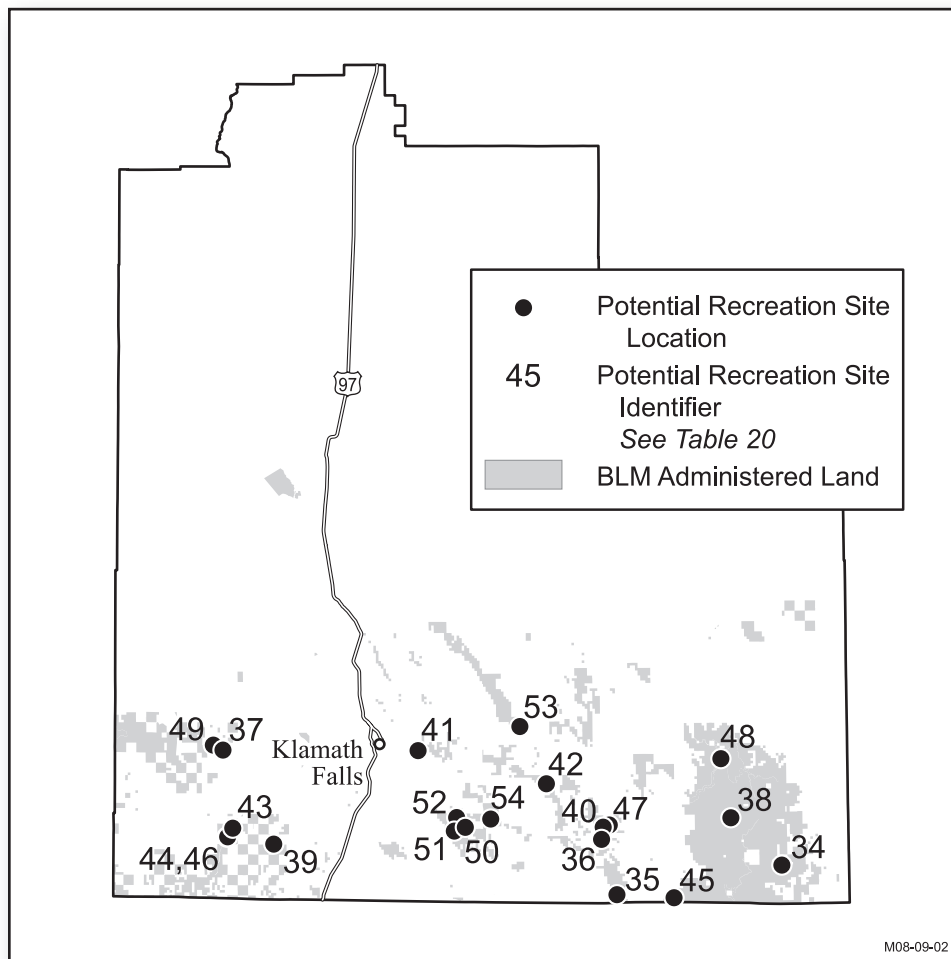 Potential Recreation Site
Location
45 Potential Recreation Site
Identifier
See Table 20
BLM Administered Land
97
Klamath
Falls
49 37
41
53
42
48
43
52
54
40 47
38
44,46
39
51 50
36
34
35
45
M08-09-02